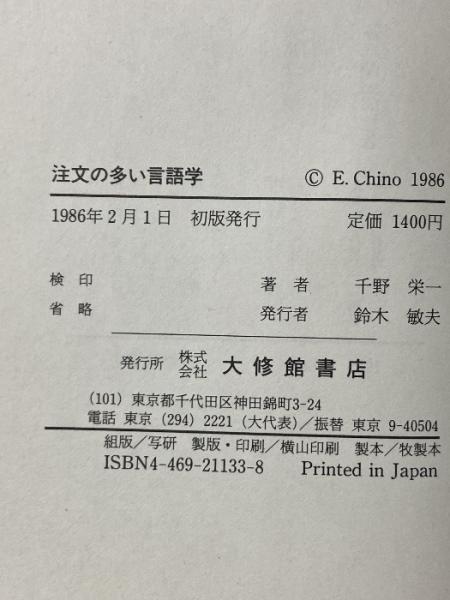 注文の多い言語学 © E. Chino 1986
1986年2月1日 初版発行 定価 1400円
検印 著者 千野 栄一
省略 発行者 鈴木 敏夫
発行所 株式会社 大修館書店
(101) 東京都千代田区神田錦町3-24
電話 東京 (294) 2221 (大代表)/振替 東京 9-40504
組版/写研 製版・印刷/横山印刷 製本/牧製本
ISBN4-469-21133-8 Printed in Japan